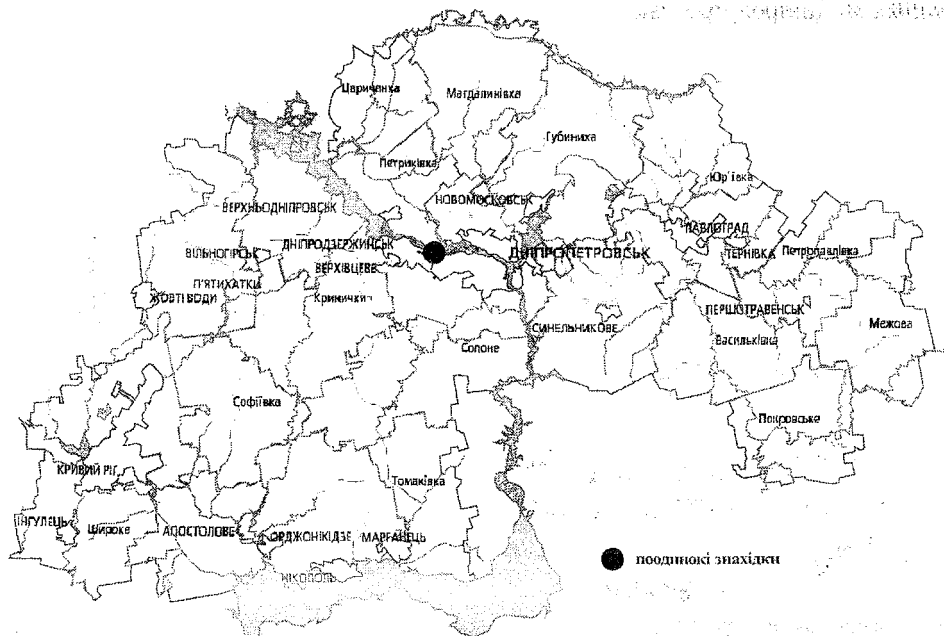 Царичанка
Магдалинівка
Губиниха
Петриківка
Юр'ївка
НОВОМОСКОВСЬК
ВЕРХНЬОДНІПРОВСЬК
ПАВЛОГРАД
ДНІПРОДЗЕРЖИНСЬК
ДНІПРОПЕТРОВСЬК
ВІЛЬНОГІРСЬК
ВЕРХІВЦЕВЕ
ТЕРНІВКА
Петропавлівка
П'ЯТИХАТКИ
ЖОВТІ ВОДИ
Кринички
ПЕРШОТРАВЕНСЬК
СИНЕЛЬНИКОВЕ
Межова
Солоне
Васильківка
Софіївка
Покровське
КРИВИЙ РІГ
Томаківка
ІНГУЛЕЦЬ
Широке
АПОСТОЛОВЕ
ОРДЖОНІКІДЗЕ
МАРГАНЕЦЬ
НІКОПОЛЬ
поодинокі знахідки